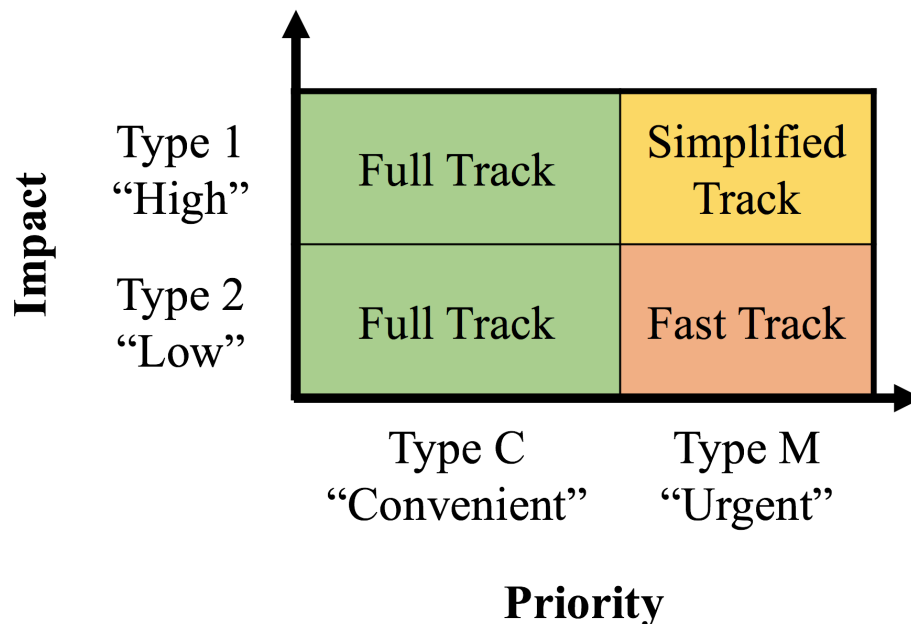 Impact
Type 1
“High”
Full Track
Simplified
Track
Type 2
“Low”
Full Track
Fast Track
Type C
“Convenient”
Type M
“Urgent”
Priority